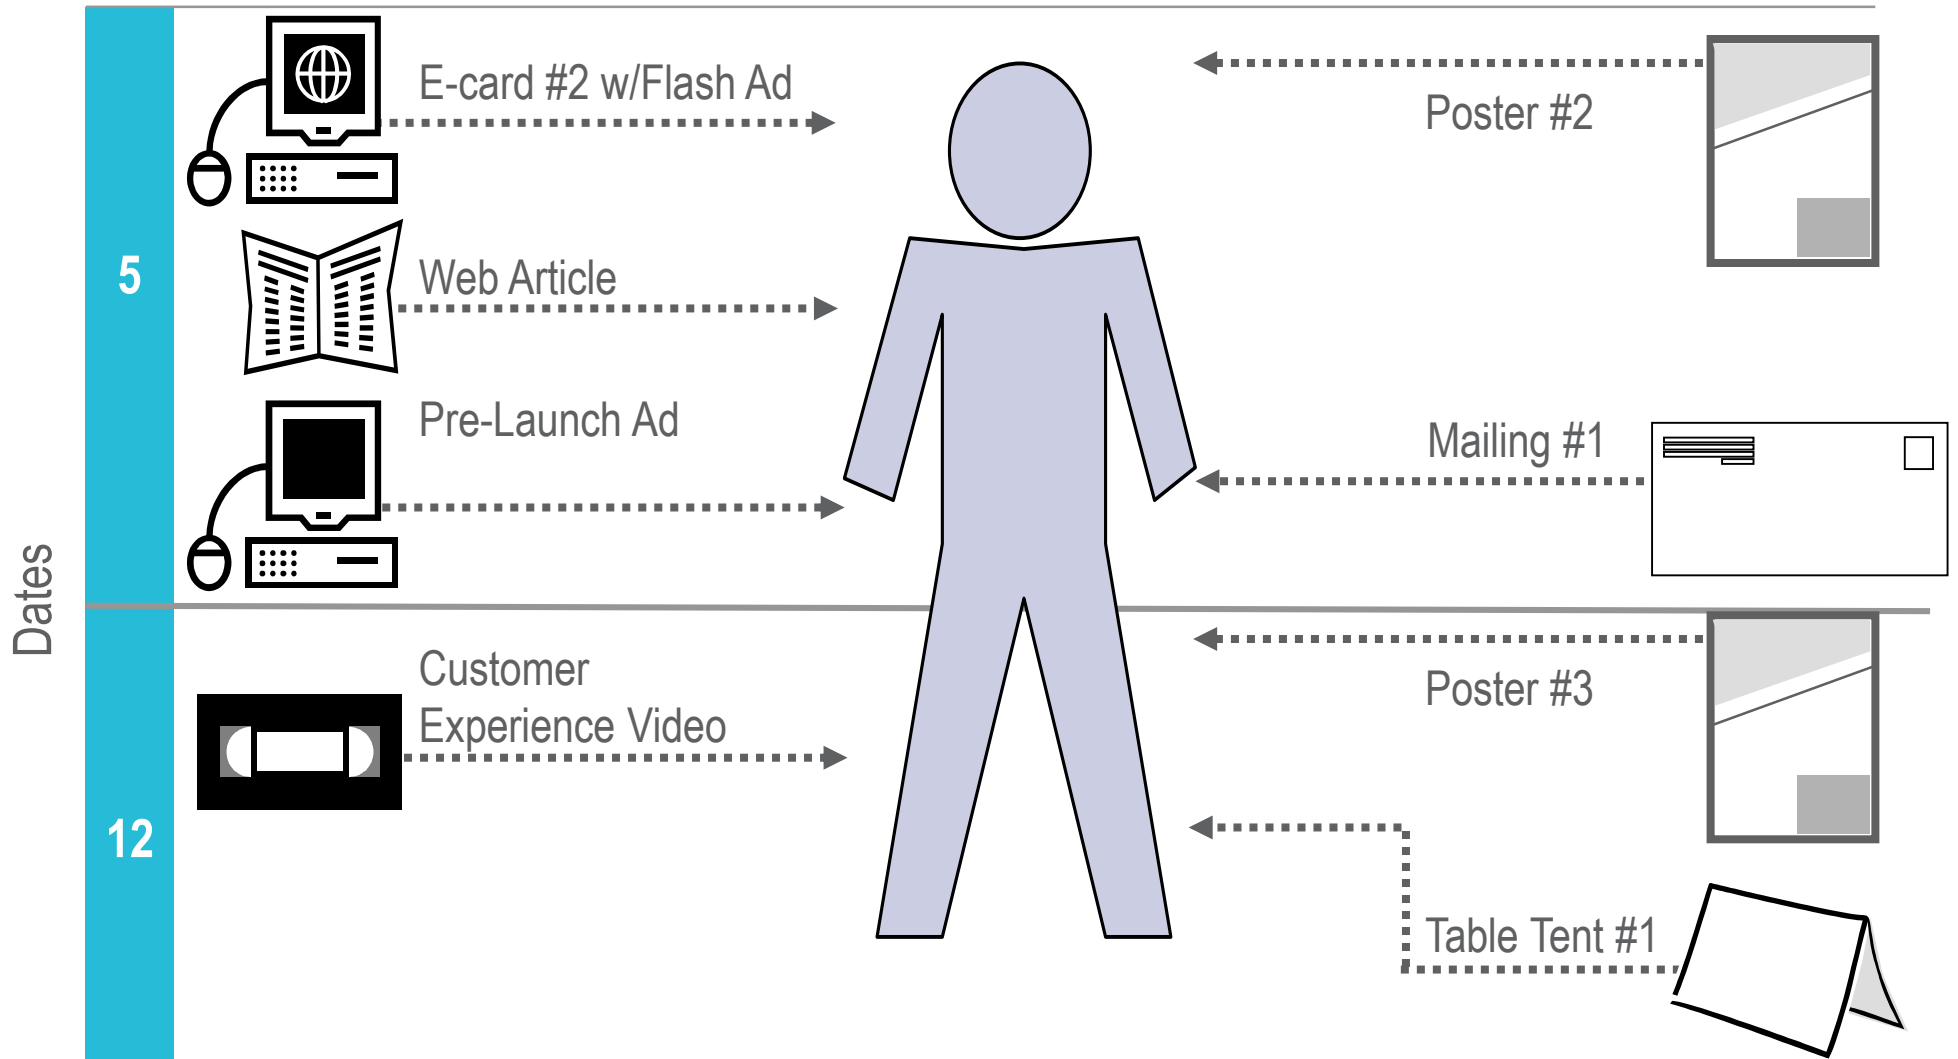 Dates
5
E-card #2 w/Flash Ad
Poster #2
Web Article
Pre-Launch Ad
Mailing #1
12
Customer
Experience Video
Poster #3
Table Tent #1